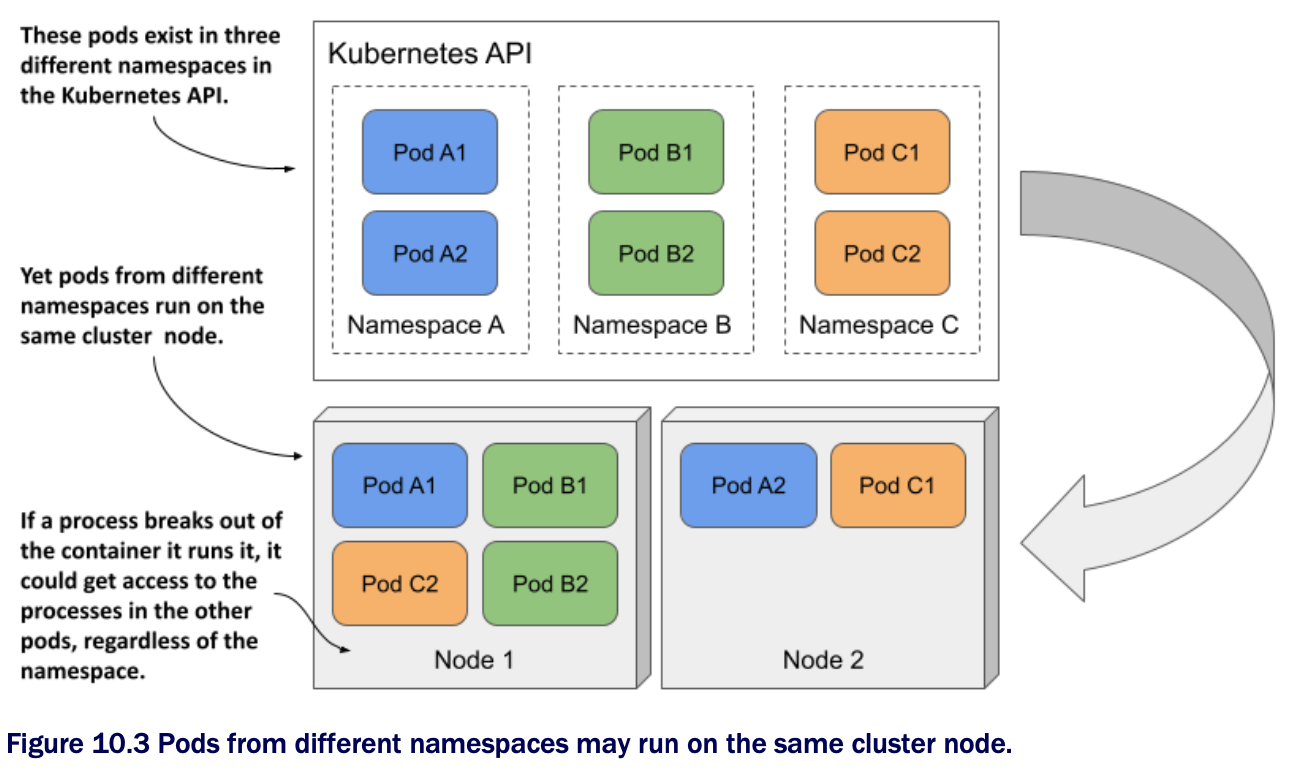 These pods exist in three
different namespaces in
the Kubernetes API.
Kubernetes API
Pod A1
Pod B1
Pod C1
Pod A2
Pod B2
Pod C2
Namespace A
Namespace B
Namespace C
Yet pods from different
namespaces run on the
same cluster node.
Pod A1
Pod B1
Pod C2
Pod B2
Node 1
Pod A2
Pod C1
Node 2
If a process breaks out of
the container it runs it, it
could get access to the
processes in the other
pods, regardless of the
namespace.
Figure 10.3 Pods from different namespaces may run on the same cluster node.